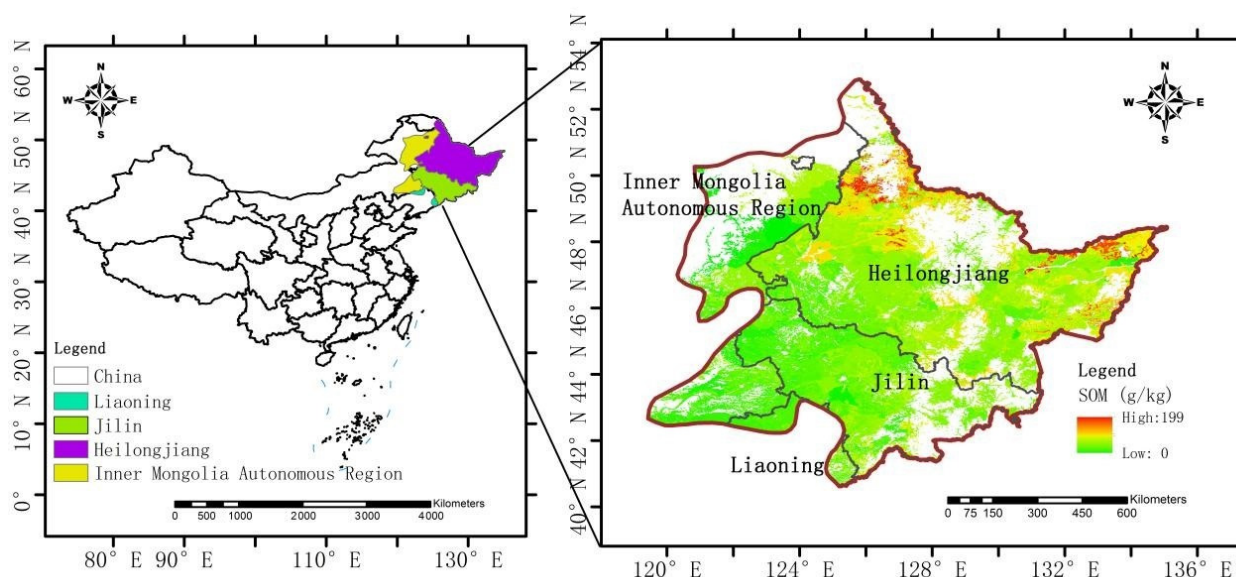 N
W E
S
60° N
50° N
40° N
30° N
20° N
10° N
0°
Legend
China
Liaoning
Jilin
Heilongjiang
Inner Mongolia Autonomous Region
Kilometers
0 500 1000 2000 3000 4000
80° E 90° E 110° E 130° E
54° N
52° N
50° N
48° N
46° N
44° N
42° N
40° N
N
W E
S
Inner Mongolia
Autonomous Region
Heilongjiang
Jilin
Liaoning
Legend
SOM (g/kg)
High:199
Low: 0
Kilometers
0 75 150 300 450 600
120° E 124° E 128° E 132° E 136° E